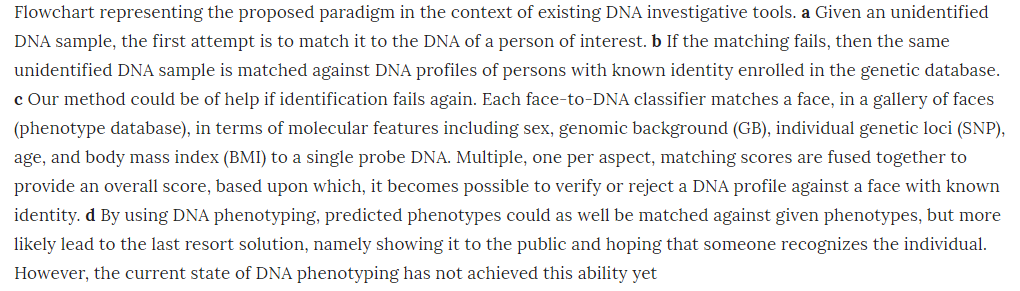 Flowchart representing the proposed paradigm in the context of existing DNA investigative tools. a Given an unidentified
DNA sample, the first attempt is to match it to the DNA of a person of interest. b If the matching fails, then the same
unidentified DNA sample is matched against DNA profiles of persons with known identity enrolled in the genetic database.
c Our method could be of help if identification fails again. Each face-to-DNA classifier matches a face, in a gallery of faces
(phenotype database), in terms of molecular features including sex, genomic background (GB), individual genetic loci (SNP),
age, and body mass index (BMI) to a single probe DNA. Multiple, one per aspect, matching scores are fused together to
provide an overall score, based upon which, it becomes possible to verify or reject a DNA profile against a face with known
identity. d By using DNA phenotyping, predicted phenotypes could as well be matched against given phenotypes, but more
likely lead to the last resort solution, namely showing it to the public and hoping that someone recognizes the individual.
However, the current state of DNA phenotyping has not achieved this ability yet